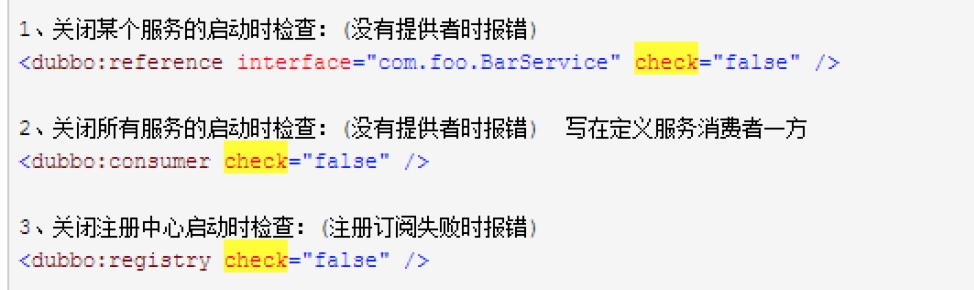 1、关闭某个服务的启动时检查：(没有提供者时报错)
<dubbo:reference interface="com.foo.BarService" check="false" />
2、关闭所有服务的启动时检查：(没有提供者时报错) 写在定义服务消费者一方
<dubbo:consumer check="false" />
3、关闭注册中心启动时检查：(注册订阅失败时报错)
<dubbo:registry check="false" />